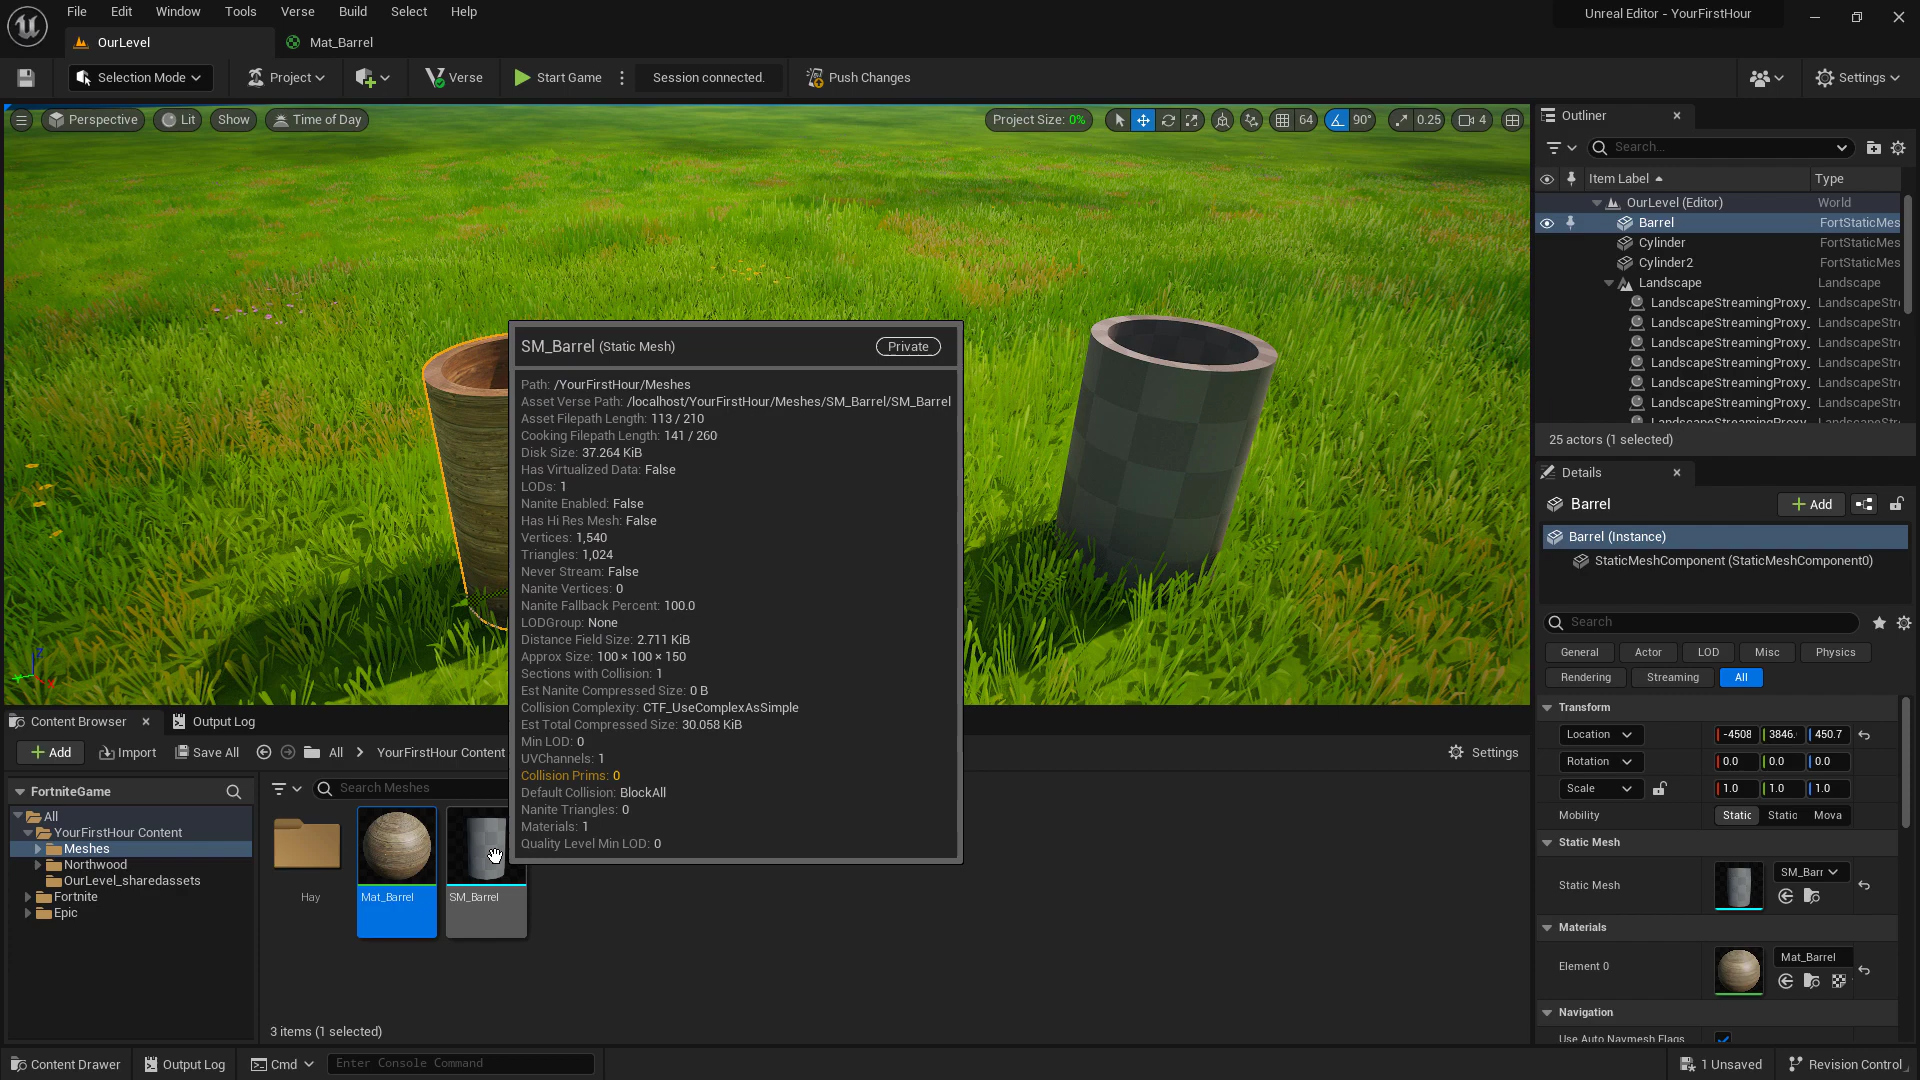 File Edit Window Tools Verse Build Select Help
Unreal Editor - YourFirstHour
OurLevel
Mat_Barrel
Selection Mode
Project
Verse
Start Game
Session connected.
Push Changes
Settings
Perspective
Lit
Show
Time of Day
Project Size: 0%
64
90°
0.25
4
Outliner
Search...
Item Label
Type
OurLevel (Editor) World
Barrel FortStaticMes
Cylinder FortStaticMes
Cylinder2 FortStaticMes
Landscape Landscape
LandscapeStreamingProxy_ LandscapeStr
LandscapeStreamingProxy_ LandscapeStr
LandscapeStreamingProxy_ LandscapeStr
LandscapeStreamingProxy_ LandscapeStr
LandscapeStreamingProxy_ LandscapeStr
LandscapeStreamingProxy_ LandscapeStr
25 actors (1 selected)
SM_Barrel (Static Mesh)
Private
Path: /YourFirstHour/Meshes
Asset Verse Path: /localhost/YourFirstHour/Meshes/SM_Barrel/SM_Barrel
Asset Filepath Length: 113 / 210
Cooking Filepath Length: 141 / 260
Disk Size: 37.264 KiB
Has Virtualized Data: False
LODs: 1
Nanite Enabled: False
Has Hi Res Mesh: False
Vertices: 1,540
Triangles: 1,024
Never Stream: False
Nanite Vertices: 0
Nanite Fallback Percent: 100.0
LODGroup: None
Distance Field Size: 2.711 KiB
Approx Size: 100 × 100 × 150
Sections with Collision: 1
Est Nanite Compressed Size: 0 B
Collision Complexity: CTF_UseComplexAsSimple
Est Total Compressed Size: 30.058 KiB
Min LOD: 0
UVChannels: 1
Collision Prims: 0
Default Collision: BlockAll
Nanite Triangles: 0
Materials: 1
Quality Level Min LOD: 0
Details
Barrel
Add
Barrel (Instance)
StaticMeshComponent (StaticMeshComponent0)
Search
General Actor LOD Misc Physics
Rendering Streaming All
Transform
Location -4508 3846. 450.7
Rotation 0.0 0.0 0.0
Scale 1.0 1.0 1.0
Mobility Static Static Mova
Static Mesh
Static Mesh SM_Barr
Materials
Element 0 Mat_Barrel
Navigation
Use Auto Navmesh Flags
Content Browser
Output Log
Add
Import
Save All
All
YourFirstHour Content
Settings
FortniteGame
Search Meshes
All
YourFirstHour Content
Meshes
Northwood
OurLevel_sharedassets
Fortnite
Epic
Hay
Mat_Barrel
SM_Barrel
3 items (1 selected)
Content Drawer
Output Log
Cmd
Enter Console Command
1 Unsaved
Revision Control